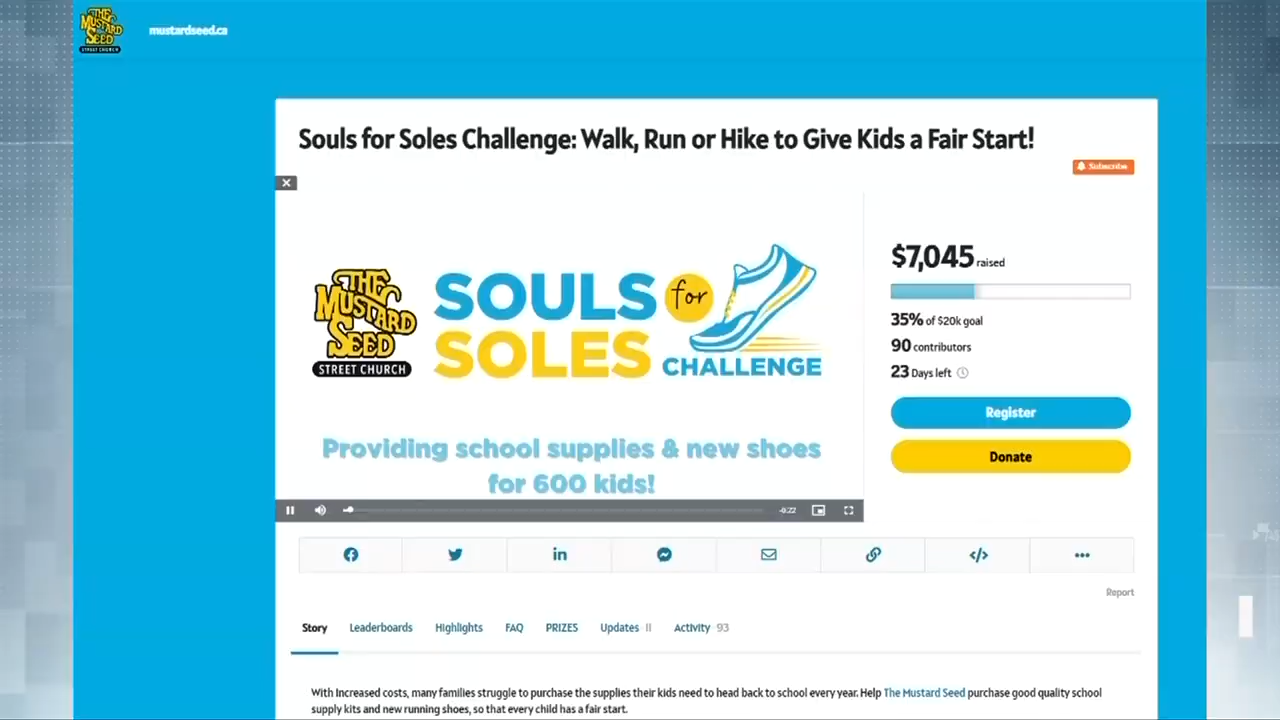 THE
MUSTARD
SEED
STREET CHURCH
mustardseed.ca
Souls for Soles Challenge: Walk, Run or Hike to Give Kids a Fair Start!
Subscribe
THE
MUSTARD
SEED
STREET CHURCH
SOULS for
SOLES
CHALLENGE
Providing school supplies & new shoes
for 600 kids!
-0:22
$7,045 raised
35% of $20k goal
90 contributors
23 Days left
Register
Donate
Report
Story Leaderboards Highlights FAQ PRIZES Updates 11 Activity 93
With Increased costs, many families struggle to purchase the supplies their kids need to head back to school every year. Help The Mustard Seed purchase good quality school
supply kits and new running shoes, so that every child has a fair start.